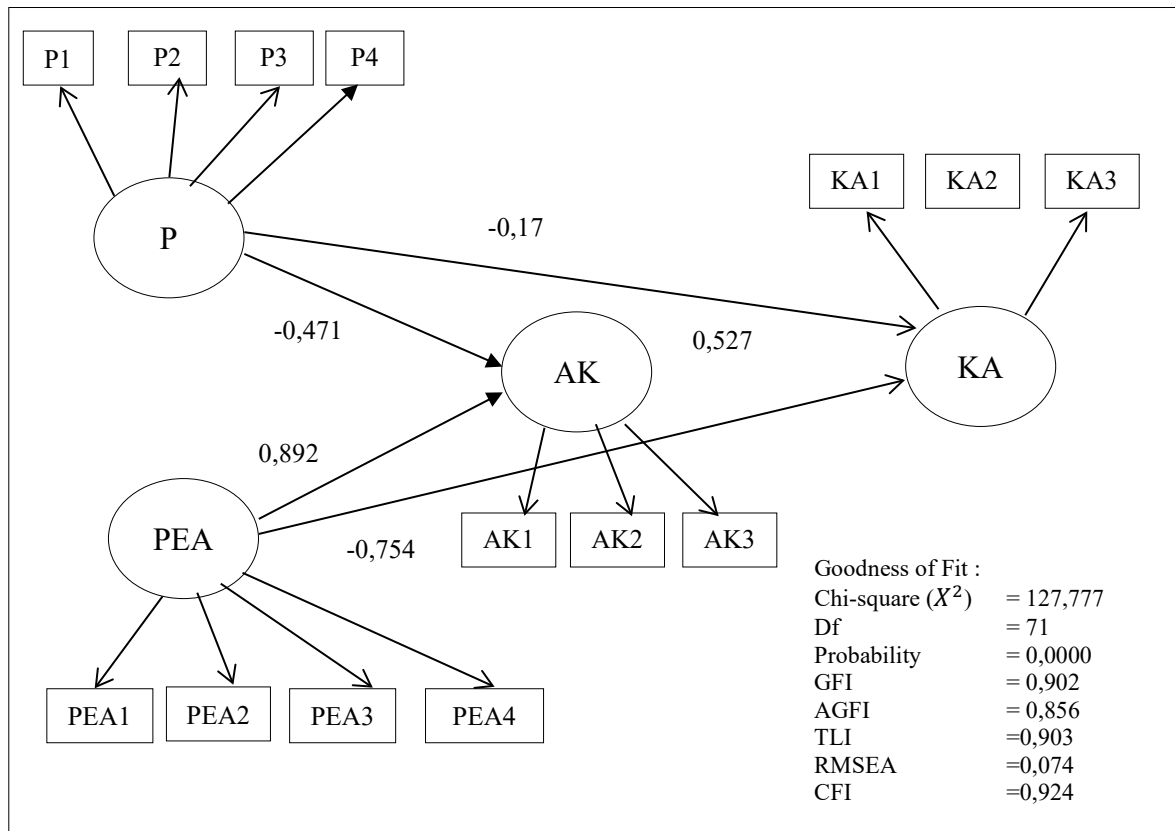 P1 P2 P3 P4
KA1 KA2 KA3
P
-0,17
-0,471
0,527
AK
KA
0,892
PEA
-0,754
AK1 AK2 AK3
PEA1 PEA2 PEA3 PEA4
Goodness of Fit :
Chi-square (𝑋²) = 127,777
Df = 71
Probability = 0,0000
GFI = 0,902
AGFI = 0,856
TLI =0,903
RMSEA =0,074
CFI =0,924